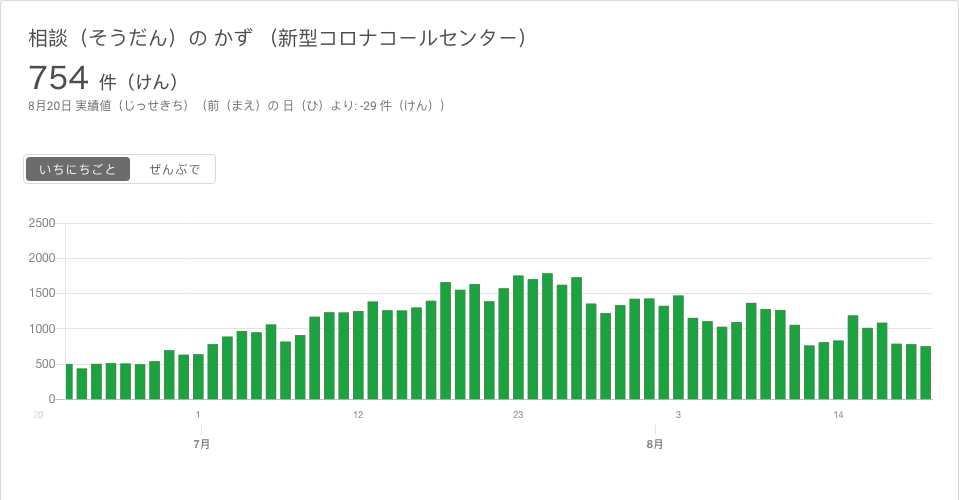 相談（そうだん）の かず （新型コロナコールセンター）
754 件（けん）
8月20日 実績値（じっせきち）（前（まえ）の 日（ひ）より: -29 件（けん））
いちにちごと ぜんぶで
2500
2000
1500
1000
500
0
20 1 12 23 3 14
7月 8月